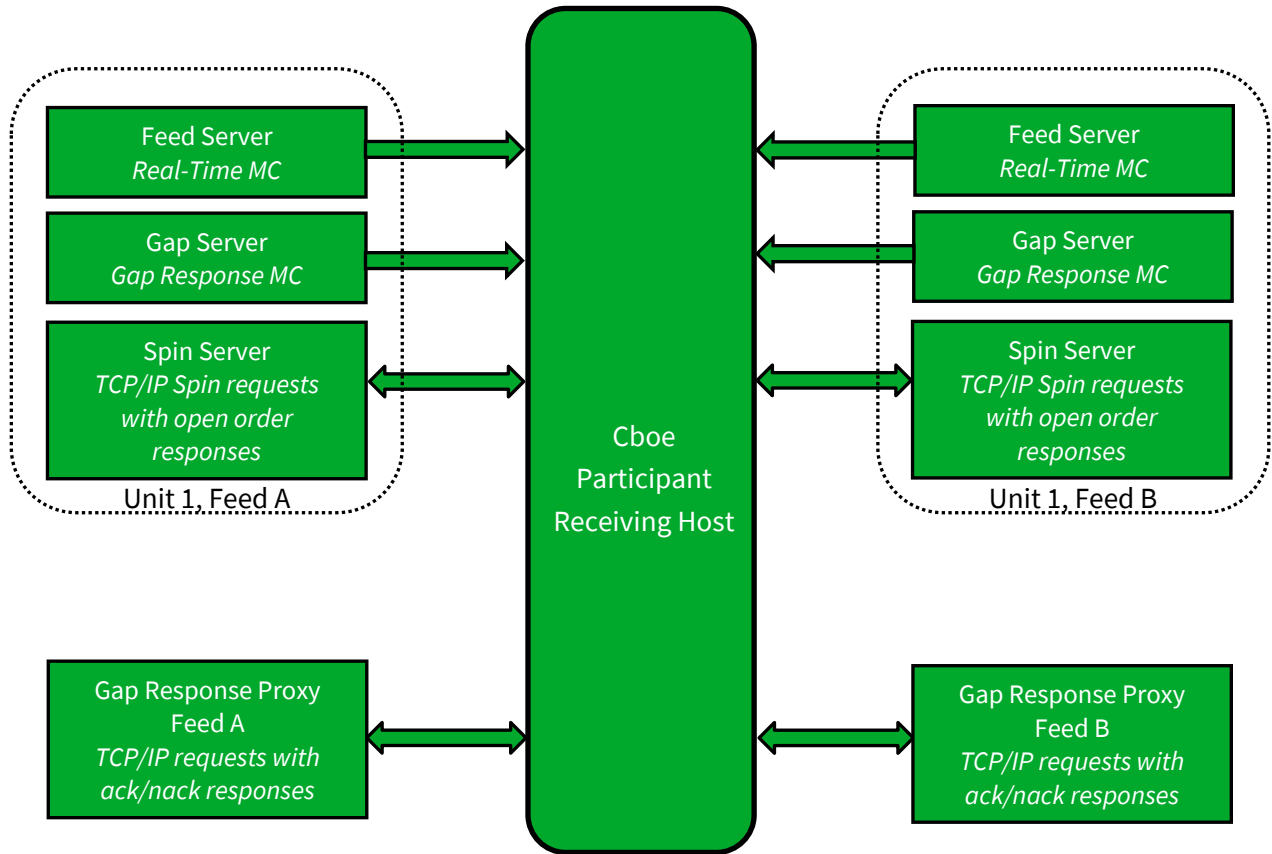 Feed Server
Real-Time MC
Gap Server
Gap Response MC
Spin Server
TCP/IP Spin requests
with open order
responses
Unit 1, Feed A
Gap Response Proxy
Feed A
TCP/IP requests with
ack/nack responses
Cboe
Participant
Receiving Host
Feed Server
Real-Time MC
Gap Server
Gap Response MC
Spin Server
TCP/IP Spin requests
with open order
responses
Unit 1, Feed B
Gap Response Proxy
Feed B
TCP/IP requests with
ack/nack responses